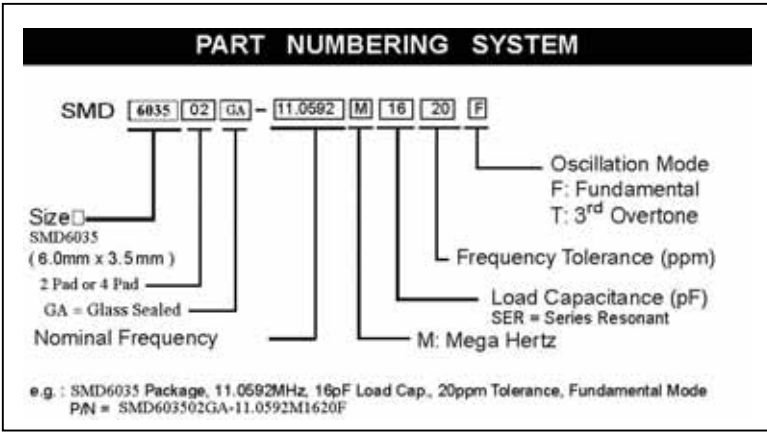 PART NUMBERING SYSTEM
SMD 6035 02 GA - 11.0592 M 16 20 F
Oscillation Mode
F: Fundamental
T: 3rd Overtone
Size□
SMD6035
( 6.0mm x 3.5mm )
Frequency Tolerance (ppm)
2 Pad or 4 Pad
GA = Glass Sealed
Load Capacitance (pF)
SER = Series Resonant
Nominal Frequency
M: Mega Hertz
e.g. : SMD6035 Package, 11.0592MHz, 16pF Load Cap., 20ppm Tolerance, Fundamental Mode
P/N = SMD603502GA-11.0592M1620F